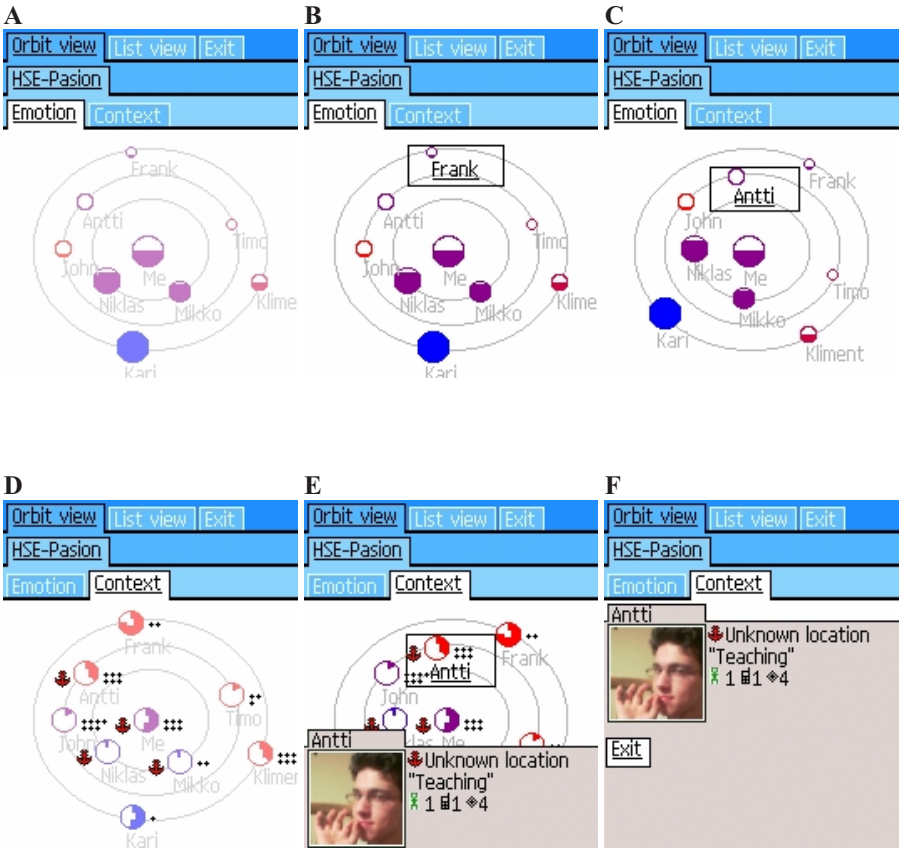 A
Orbit view List view Exit
HSE-Pasion
Emotion Context
Frank
Antti
Timo
John
Me
Niklas
Mikko
Klime
Kari
B
Orbit view List view Exit
HSE-Pasion
Emotion Context
Frank
Antti
Timo
John
Me
Niklas
Mikko
Klime
Kari
C
Orbit view List view Exit
HSE-Pasion
Emotion Context
Frank
Antti
John
Niklas
Me
Timo
Mikko
Kari
Kliment
D
Orbit view List view Exit
HSE-Pasion
Emotion Context
Frank
Antti
Timo
John
Me
Niklas
Mikko
Klimer
Kari
E
Orbit view List view Exit
HSE-Pasion
Emotion Context
Frank
Antti
John
klas Me
Antti
Unknown location
"Teaching"
1 1 4
F
Orbit view List view Exit
HSE-Pasion
Emotion Context
Antti
Unknown location
"Teaching"
1 1 4
Exit